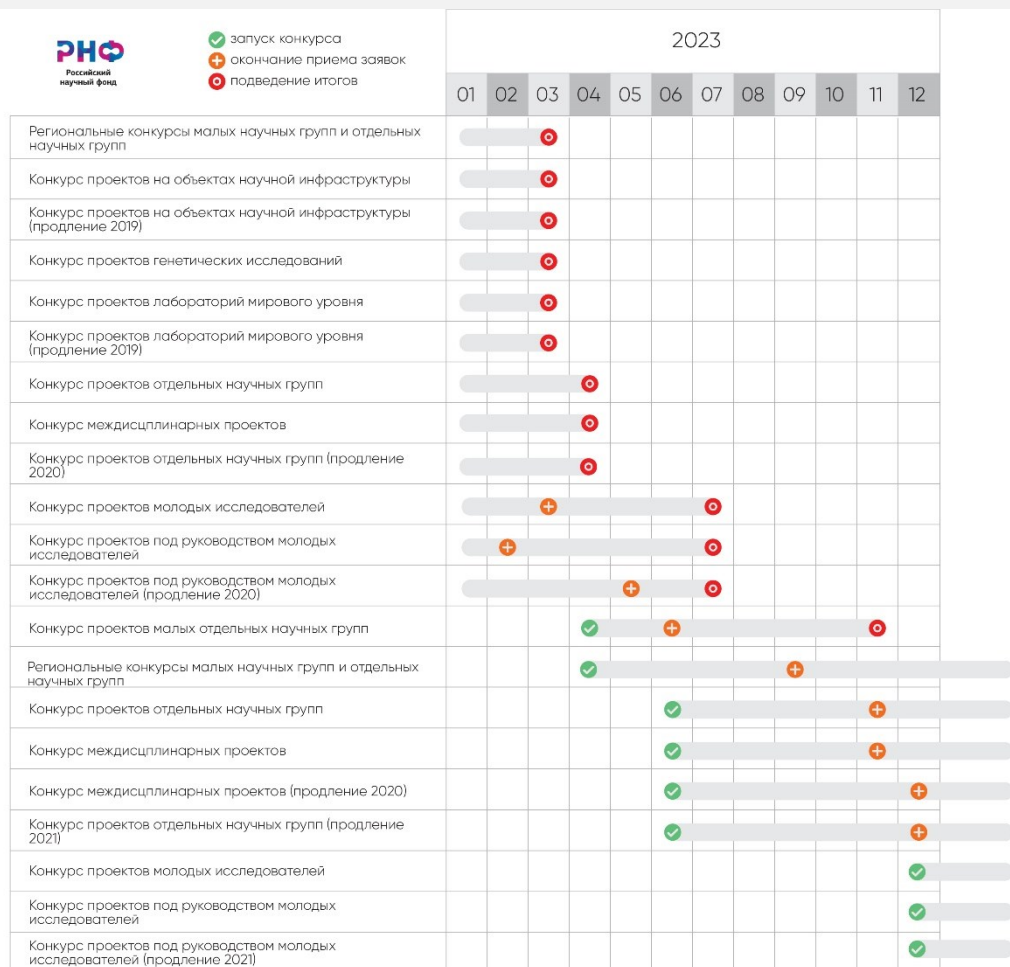 РНФ
Российский
научный фонд
запуск конкурса
окончание приема заявок
подведение итогов
2023
01 02 03 04 05 06 07 08 09 10 11 12
Региональные конкурсы малых научных групп и отдельных
научных групп
Конкурс проектов на объектах научной инфраструктуры
Конкурс проектов на объектах научной инфраструктуры
(продление 2019)
Конкурс проектов генетических исследований
Конкурс проектов лабораторий мирового уровня
Конкурс проектов лабораторий мирового уровня
(продление 2019)
Конкурс проектов отдельных научных групп
Конкурс междисциплинарных проектов
Конкурс проектов отдельных научных групп (продление
2020)
Конкурс проектов молодых исследователей
Конкурс проектов под руководством молодых
исследователей
Конкурс проектов под руководством молодых
исследователей (продление 2020)
Конкурс проектов малых отдельных научных групп
Региональные конкурсы малых научных групп и отдельных
научных групп
Конкурс проектов отдельных научных групп
Конкурс междисциплинарных проектов
Конкурс междисциплинарных проектов (продление 2020)
Конкурс проектов отдельных научных групп (продление
2021)
Конкурс проектов молодых исследователей
Конкурс проектов под руководством молодых
исследователей
Конкурс проектов под руководством молодых
исследователей (продление 2021)